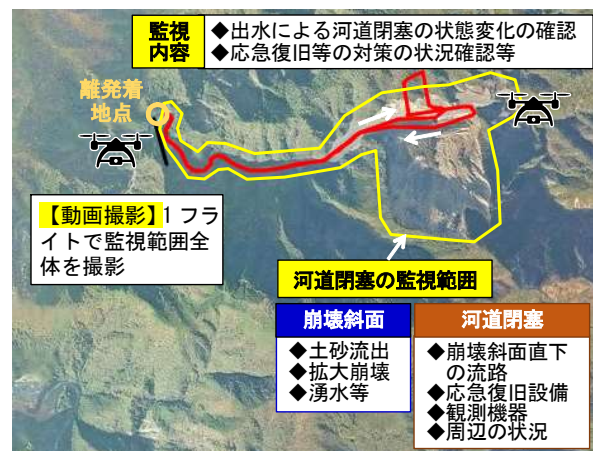 監視
内容
◆出水による河道閉塞の状態変化の確認
◆応急復旧等の対策の状況確認等
離発着
地点
【動画撮影】1 フラ
イトで監視範囲全
体を撮影
河道閉塞の監視範囲
崩壊斜面
◆土砂流出
◆拡大崩壊
◆湧水等
河道閉塞
◆崩壊斜面直下
の流路
◆応急復旧設備
◆観測機器
◆周辺の状況